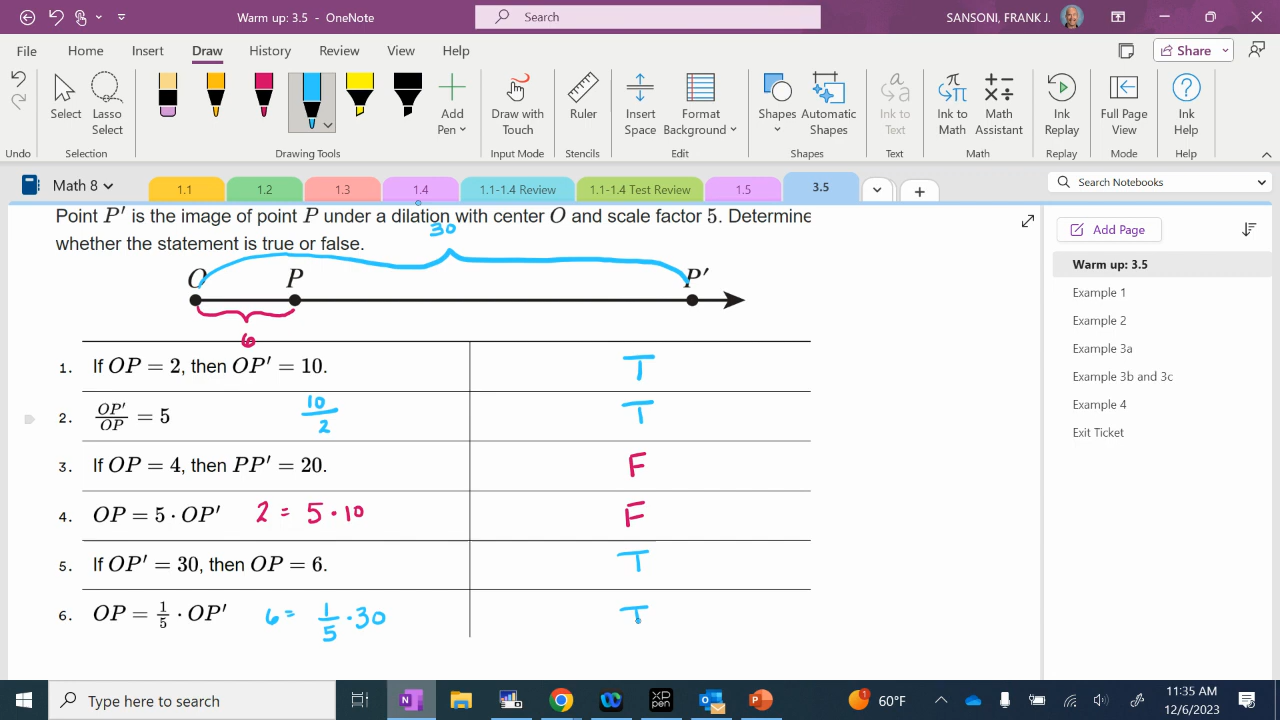 Warm up: 3.5 - OneNote
Search
SANSONI, FRANK J.
File Home Insert Draw History Review View Help
Share
Select
Lasso Select
Add Pen
Draw with Touch
Ruler
Insert Space
Format Background
Shapes
Automatic Shapes
Ink to Text
Ink to Math
Math Assistant
Ink Replay
Full Page View
Ink Help
Undo Selection Drawing Tools Input Mode Stencils Edit Shapes Text Math Replay Mode Help
Math 8
1.1 1.2 1.3 1.4 1.1-1.4 Review 1.1-1.4 Test Review 1.5 3.5
Search Notebooks
Add Page
Warm up: 3.5
Example 1
Example 2
Example 3a
Example 3b and 3c
Example 4
Exit Ticket
Point P′ is the image of point P under a dilation with center O and scale factor 5. Determine
whether the statement is true or false.
30
O P P′
6
1. If OP = 2, then OP′ = 10. T
2. OP′/OP = 5 10/2 T
3. If OP = 4, then PP′ = 20. F
4. OP = 5 · OP′ 2 = 5 · 10 F
5. If OP′ = 30, then OP = 6. T
6. OP = 1/5 · OP′ 6 = 1/5 · 30 T
Type here to search
xp pen
1
60°F
11:35 AM
12/6/2023